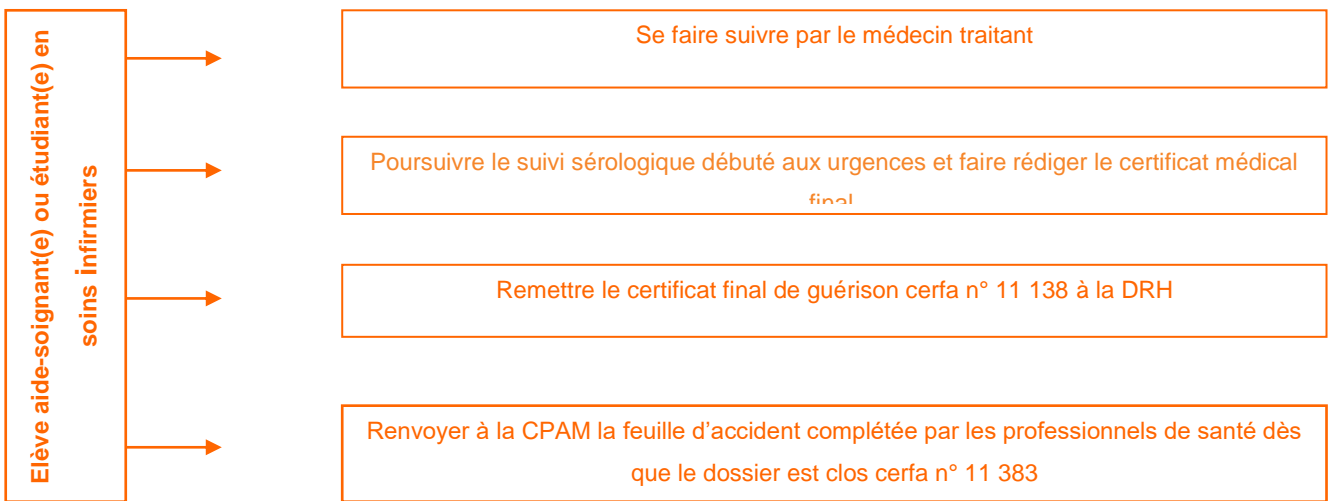 Elève aide-soignant(e) ou étudiant(e) en
soins infirmiers
Se faire suivre par le médecin traitant
Poursuivre le suivi sérologique débuté aux urgences et faire rédiger le certificat médical
final
Remettre le certificat final de guérison cerfa n° 11 138 à la DRH
Renvoyer à la CPAM la feuille d’accident complétée par les professionnels de santé dès
que le dossier est clos cerfa n° 11 383